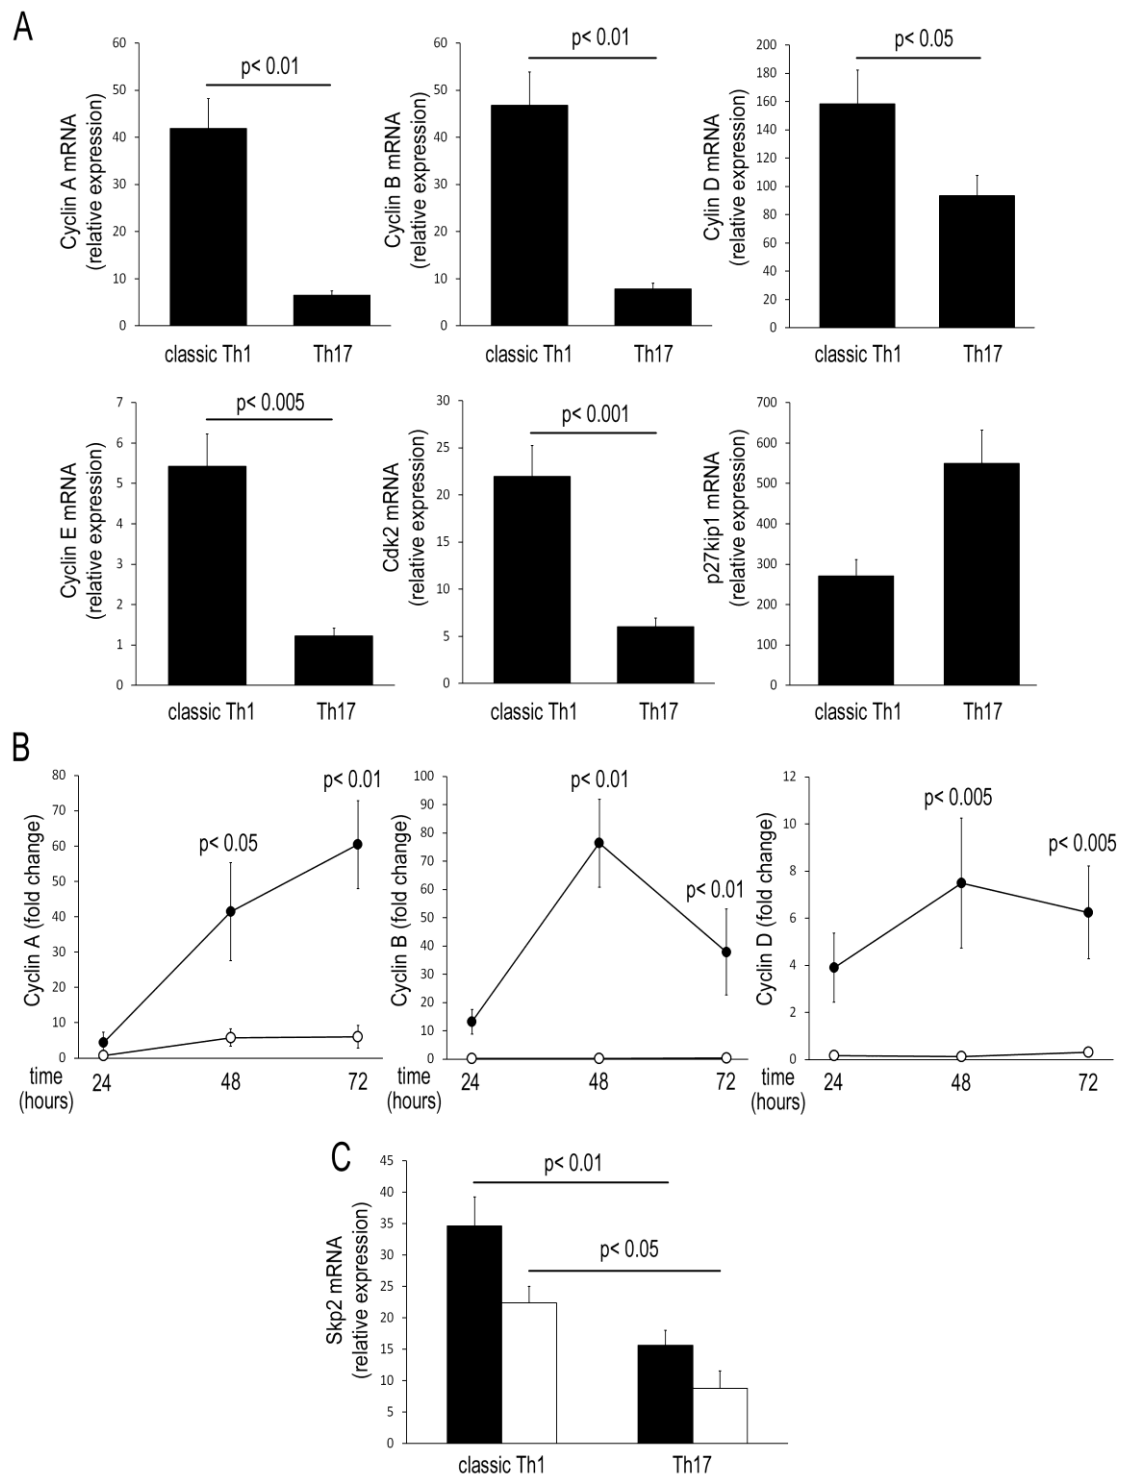 A
p< 0.01
Cyclin A mRNA
(relative expression)
60
50
40
30
20
10
0
classic Th1
Th17
p< 0.01
Cyclin B mRNA
(relative expression)
60
50
40
30
20
10
0
classic Th1
Th17
p< 0.05
Cylin D mRNA
(relative expression)
200
180
160
140
120
100
80
60
40
20
0
classic Th1
Th17
p< 0.005
Cyclin E mRNA
(relative expression)
7
6
5
4
3
2
1
0
classic Th1
Th17
p< 0.001
Cdk2 mRNA
(relative expression)
30
25
20
15
10
5
0
classic Th1
Th17
p27kip1 mRNA
(relative expression)
700
600
500
400
300
200
100
0
classic Th1
Th17
B
p< 0.05
p< 0.01
Cyclin A (fold change)
80
70
60
50
40
30
20
10
0
time
(hours)
24
48
72
p< 0.01
p< 0.01
Cyclin B (fold change)
100
90
80
70
60
50
40
30
20
10
0
time
(hours)
24
48
72
p< 0.005
p< 0.005
Cyclin D (fold change)
12
10
8
6
4
2
0
time
(hours)
24
48
72
C
p< 0.01
p< 0.05
Skp2 mRNA
(relative expression)
45
40
35
30
25
20
15
10
5
0
classic Th1
Th17